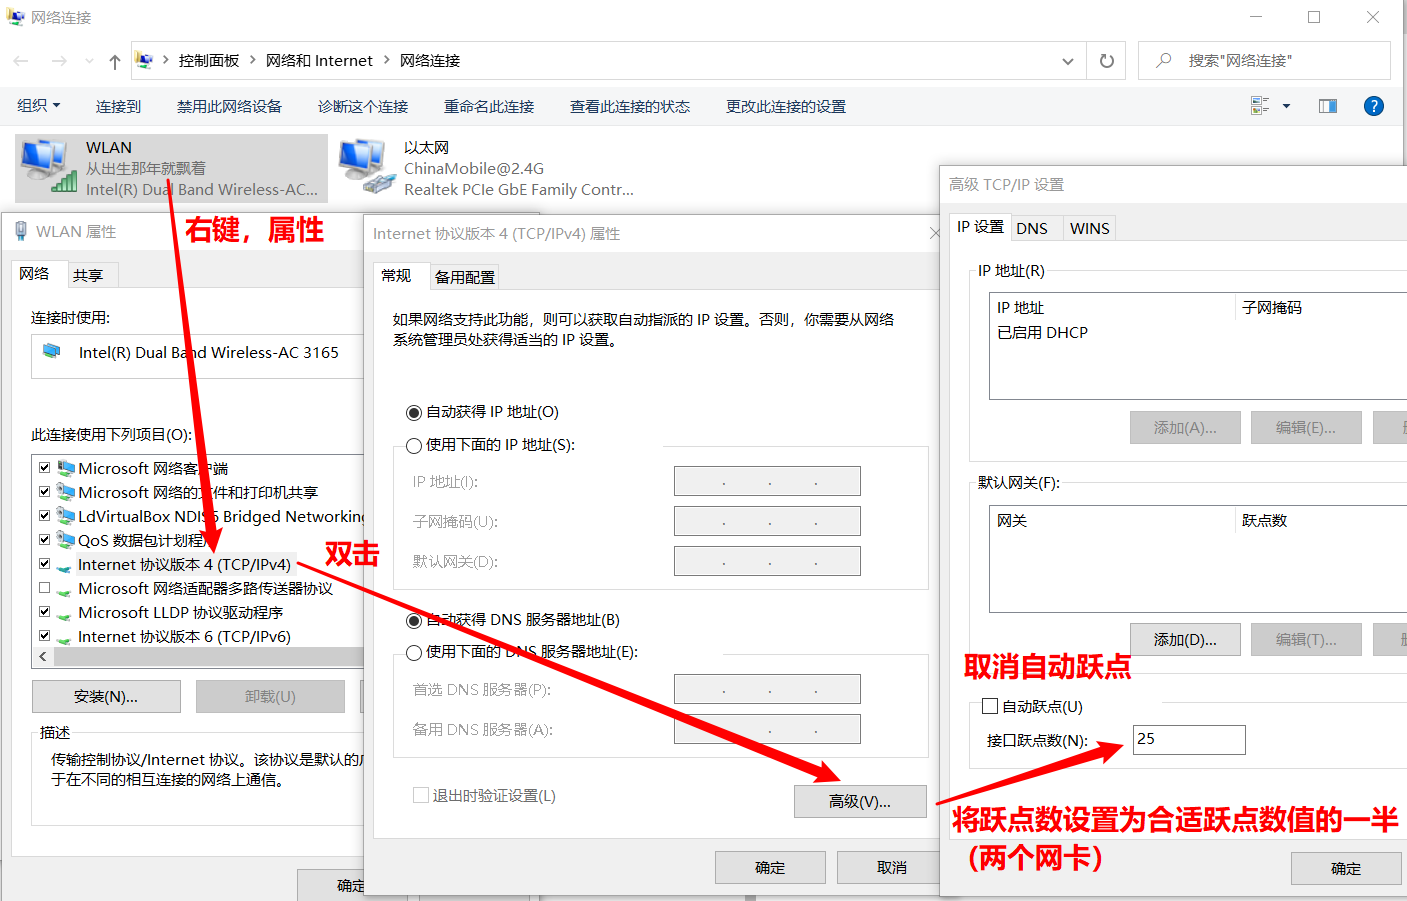 网络连接
控制面板 > 网络和 Internet > 网络连接
搜索"网络连接"
组织
连接到
禁用此网络设备
诊断这个连接
重命名此连接
查看此连接的状态
更改此连接的设置
WLAN
从出生那年就飘着
Intel(R) Dual Band Wireless-AC...
以太网
ChinaMobile@2.4G
Realtek PCIe GbE Family Contr...
右键，属性
WLAN 属性
网络
共享
连接时使用:
Intel(R) Dual Band Wireless-AC 3165
此连接使用下列项目(O):
Microsoft 网络客户端
Microsoft 网络的文件和打印机共享
LdVirtualBox NDIS6 Bridged Networking
QoS 数据包计划程序
Internet 协议版本 4 (TCP/IPv4)
Microsoft 网络适配器多路传送器协议
Microsoft LLDP 协议驱动程序
Internet 协议版本 6 (TCP/IPv6)
安装(N)...
卸载(U)
描述
传输控制协议/Internet 协议。该协议是默认的
于在不同的相互连接的网络上通信。
确定
双击
Internet 协议版本 4 (TCP/IPv4) 属性
常规
备用配置
如果网络支持此功能，则可以获取自动指派的 IP 设置。否则，你需要从网络
系统管理员处获得适当的 IP 设置。
自动获得 IP 地址(O)
使用下面的 IP 地址(S):
IP 地址(I):
子网掩码(U):
默认网关(D):
自动获得 DNS 服务器地址(B)
使用下面的 DNS 服务器地址(E):
首选 DNS 服务器(P):
备用 DNS 服务器(A):
退出时验证设置(L)
高级(V)...
确定
取消
高级 TCP/IP 设置
IP 设置
DNS
WINS
IP 地址(R)
IP 地址
子网掩码
已启用 DHCP
添加(A)...
编辑(E)...
默认网关(F):
网关
跃点数
添加(D)...
编辑(T)...
取消自动跃点
自动跃点(U)
接口跃点数(N):
25
将跃点数设置为合适跃点数值的一半
（两个网卡）
确定